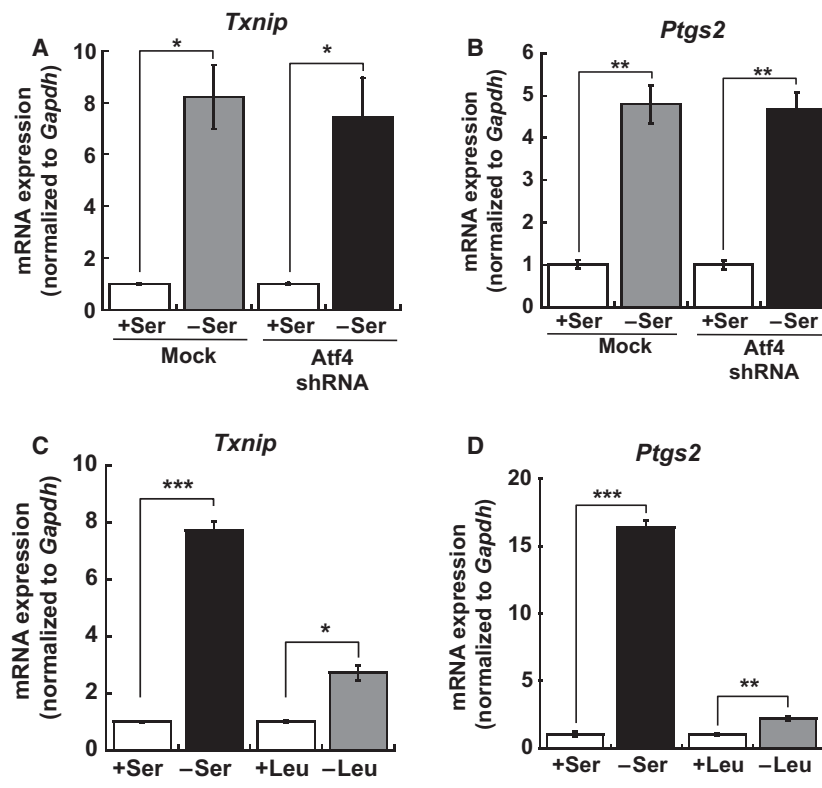 A
Txnip
mRNA expression
(normalized to Gapdh)
10
8
6
4
2
0
*
*
+Ser –Ser +Ser –Ser
Mock
Atf4
shRNA
B
Ptgs2
mRNA expression
(normalized to Gapdh)
6
5
4
3
2
1
0
**
**
+Ser –Ser +Ser –Ser
Mock
Atf4
shRNA
C
Txnip
mRNA expression
(normalized to Gapdh)
10
8
6
4
2
0
***
*
+Ser –Ser +Leu –Leu
D
Ptgs2
mRNA expression
(normalized to Gapdh)
20
15
10
5
0
***
**
+Ser –Ser +Leu –Leu